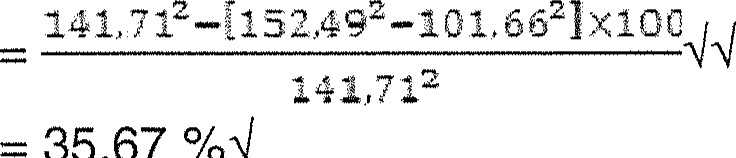 = 141,71²−[152,49²−101,66²]×100 √√
141,71²
= 35,67 %√